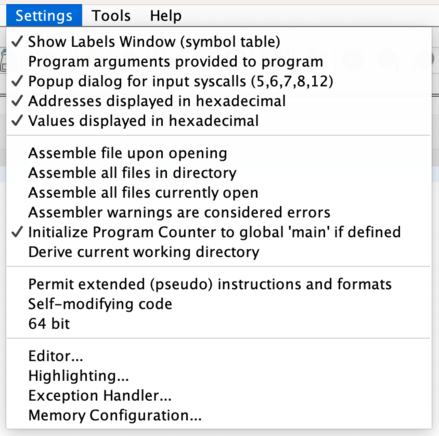 Settings Tools Help
✓ Show Labels Window (symbol table)
Program arguments provided to program
✓ Popup dialog for input syscalls (5,6,7,8,12)
✓ Addresses displayed in hexadecimal
✓ Values displayed in hexadecimal
Assemble file upon opening
Assemble all files in directory
Assemble all files currently open
Assembler warnings are considered errors
✓ Initialize Program Counter to global 'main' if defined
Derive current working directory
Permit extended (pseudo) instructions and formats
Self-modifying code
64 bit
Editor...
Highlighting...
Exception Handler...
Memory Configuration...